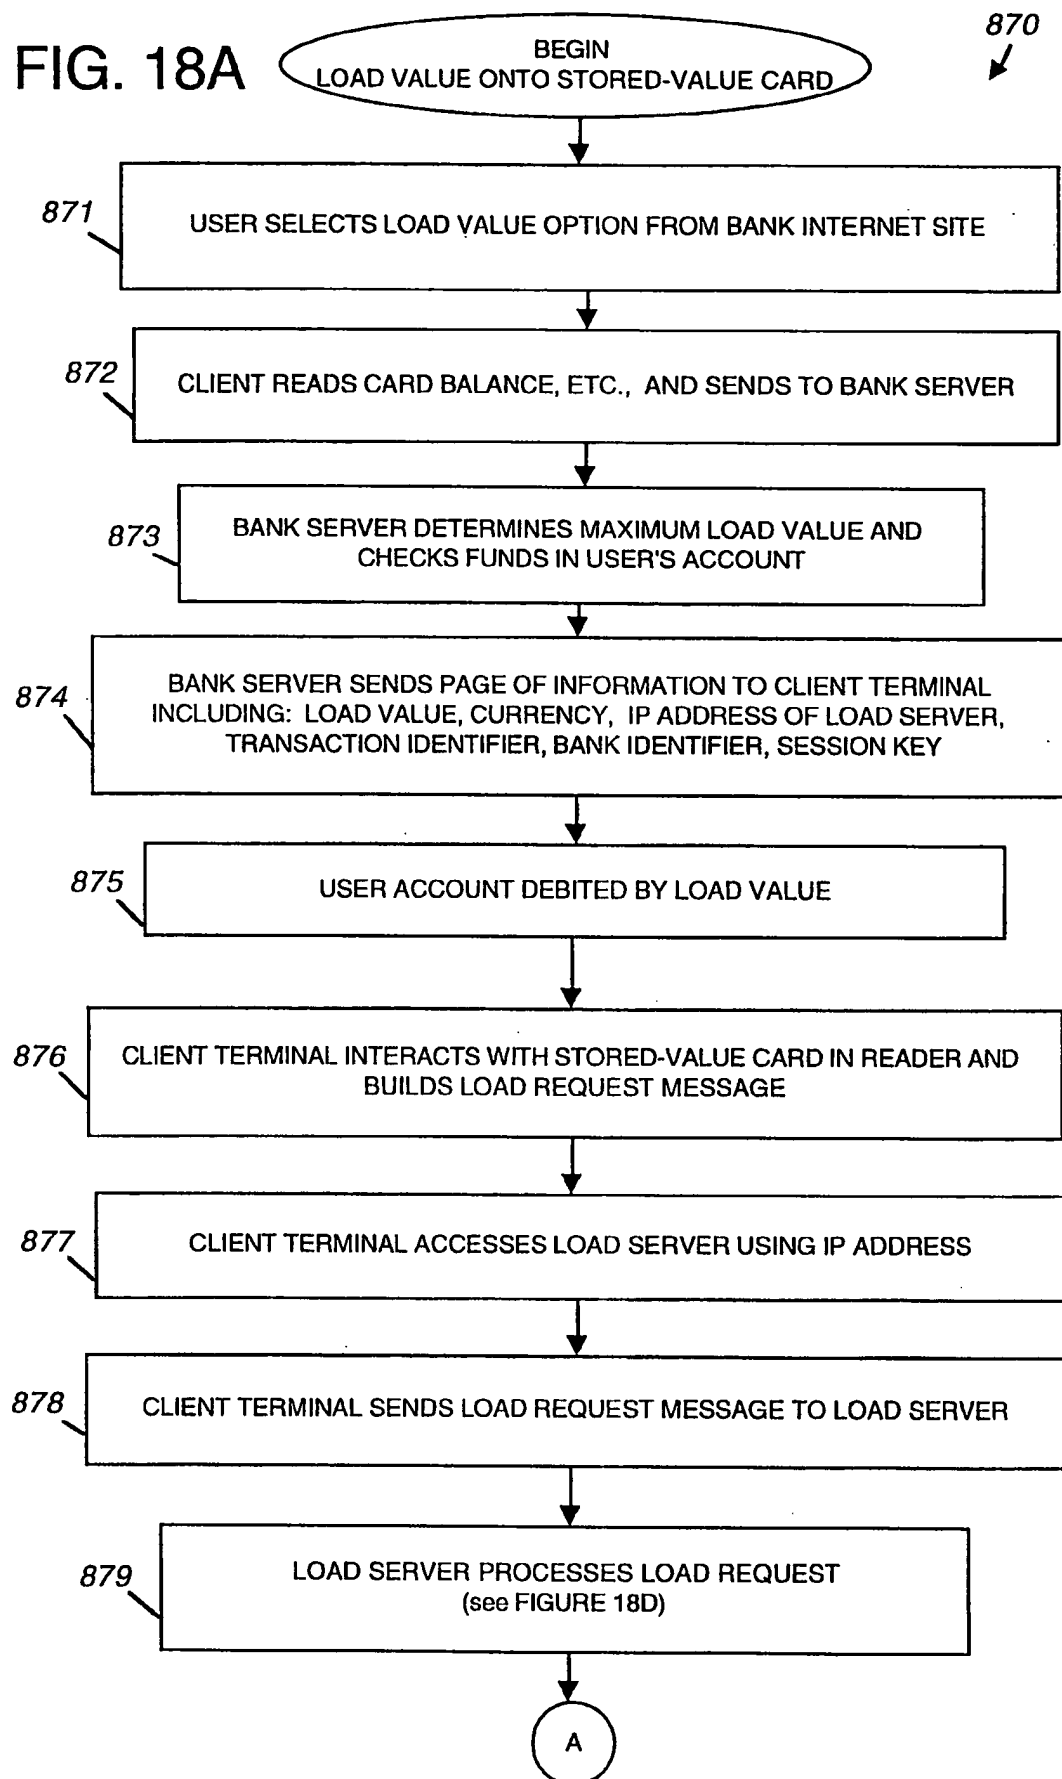 FIG. 18A
870
BEGIN
LOAD VALUE ONTO STORED-VALUE CARD
871
USER SELECTS LOAD VALUE OPTION FROM BANK INTERNET SITE
872
CLIENT READS CARD BALANCE, ETC., AND SENDS TO BANK SERVER
873
BANK SERVER DETERMINES MAXIMUM LOAD VALUE AND
CHECKS FUNDS IN USER'S ACCOUNT
874
BANK SERVER SENDS PAGE OF INFORMATION TO CLIENT TERMINAL
INCLUDING: LOAD VALUE, CURRENCY, IP ADDRESS OF LOAD SERVER,
TRANSACTION IDENTIFIER, BANK IDENTIFIER, SESSION KEY
875
USER ACCOUNT DEBITED BY LOAD VALUE
876
CLIENT TERMINAL INTERACTS WITH STORED-VALUE CARD IN READER AND
BUILDS LOAD REQUEST MESSAGE
877
CLIENT TERMINAL ACCESSES LOAD SERVER USING IP ADDRESS
878
CLIENT TERMINAL SENDS LOAD REQUEST MESSAGE TO LOAD SERVER
879
LOAD SERVER PROCESSES LOAD REQUEST
(see FIGURE 18D)
A